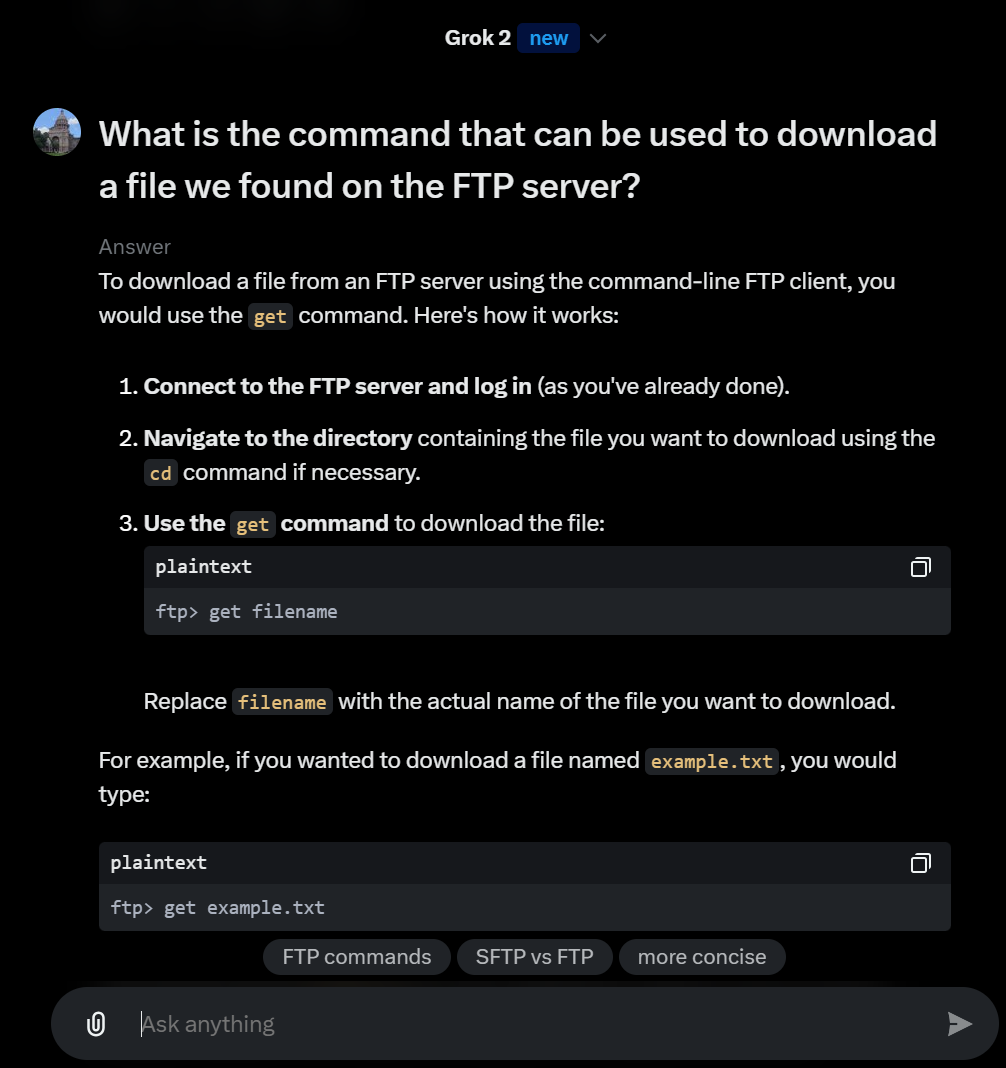 Grok 2 new
What is the command that can be used to download
a file we found on the FTP server?
Answer
To download a file from an FTP server using the command-line FTP client, you
would use the get command. Here's how it works:
1. Connect to the FTP server and log in (as you've already done).
2. Navigate to the directory containing the file you want to download using the
cd command if necessary.
3. Use the get command to download the file:
plaintext
ftp> get filename
Replace filename with the actual name of the file you want to download.
For example, if you wanted to download a file named example.txt, you would
type:
plaintext
ftp> get example.txt
FTP commands SFTP vs FTP more concise
Ask anything